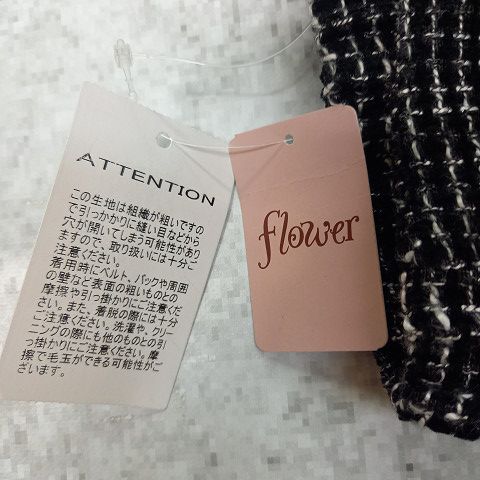 ATTENTION
この生地は組織が粗いですの
で引っかかりに縫い目などから
穴が開いてしまう可能性があり
ますので、取り扱いには十分ご
注意ください。
着用時にベルト、バックや周囲
の壁など表面の粗いものとの
摩擦や引っ掛かりにご注意くだ
さい。また、着脱の際には十分
ご注意ください。洗濯や、クリー
ニングの際にも他のものとの引
っ掛かりにご注意ください。摩
擦で毛玉ができる可能性がご
ざいます。
flower